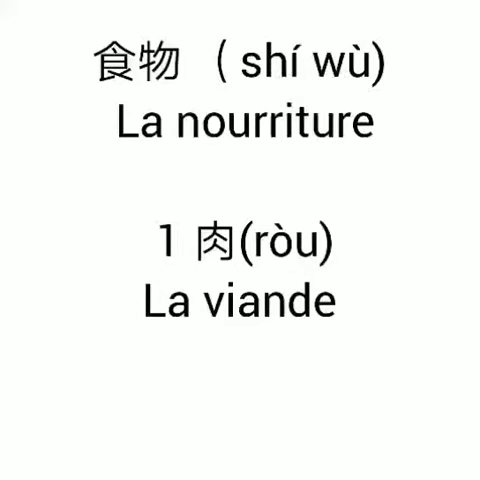 食物 （ shí wù)
La nourriture
1 肉(ròu)
La viande